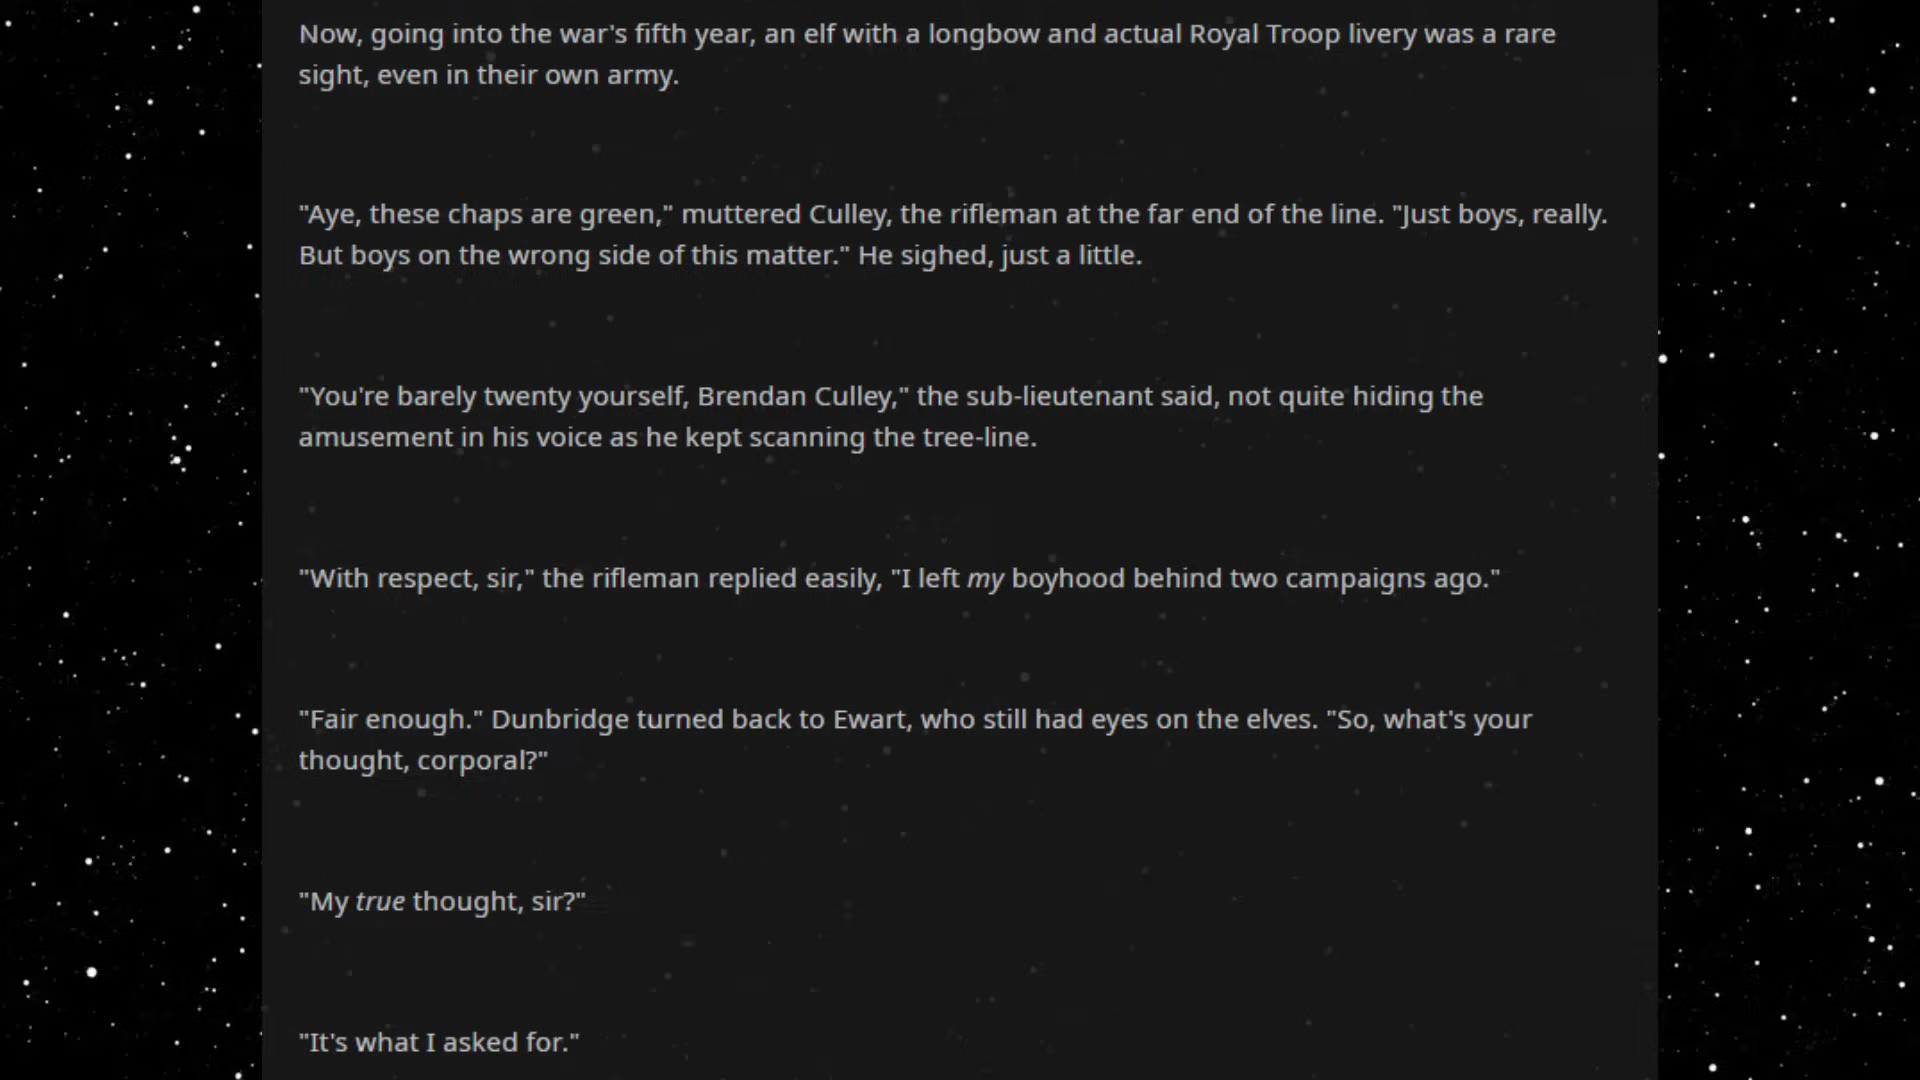 Now, going into the war's fifth year, an elf with a longbow and actual Royal Troop livery was a rare
sight, even in their own army.
"Aye, these chaps are green," muttered Culley, the rifleman at the far end of the line. "Just boys, really.
But boys on the wrong side of this matter." He sighed, just a little.
"You're barely twenty yourself, Brendan Culley," the sub-lieutenant said, not quite hiding the
amusement in his voice as he kept scanning the tree-line.
"With respect, sir," the rifleman replied easily, "I left my boyhood behind two campaigns ago."
"Fair enough." Dunbridge turned back to Ewart, who still had eyes on the elves. "So, what's your
thought, corporal?"
"My true thought, sir?"
"It's what I asked for."